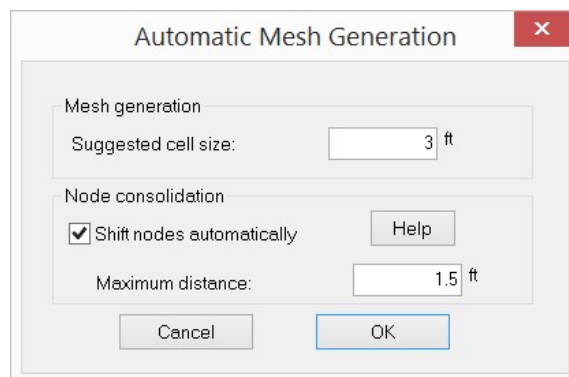 Automatic Mesh Generation
Mesh generation
Suggested cell size: 3 ft
Node consolidation
Shift nodes automatically Help
Maximum distance: 1.5 ft
Cancel OK